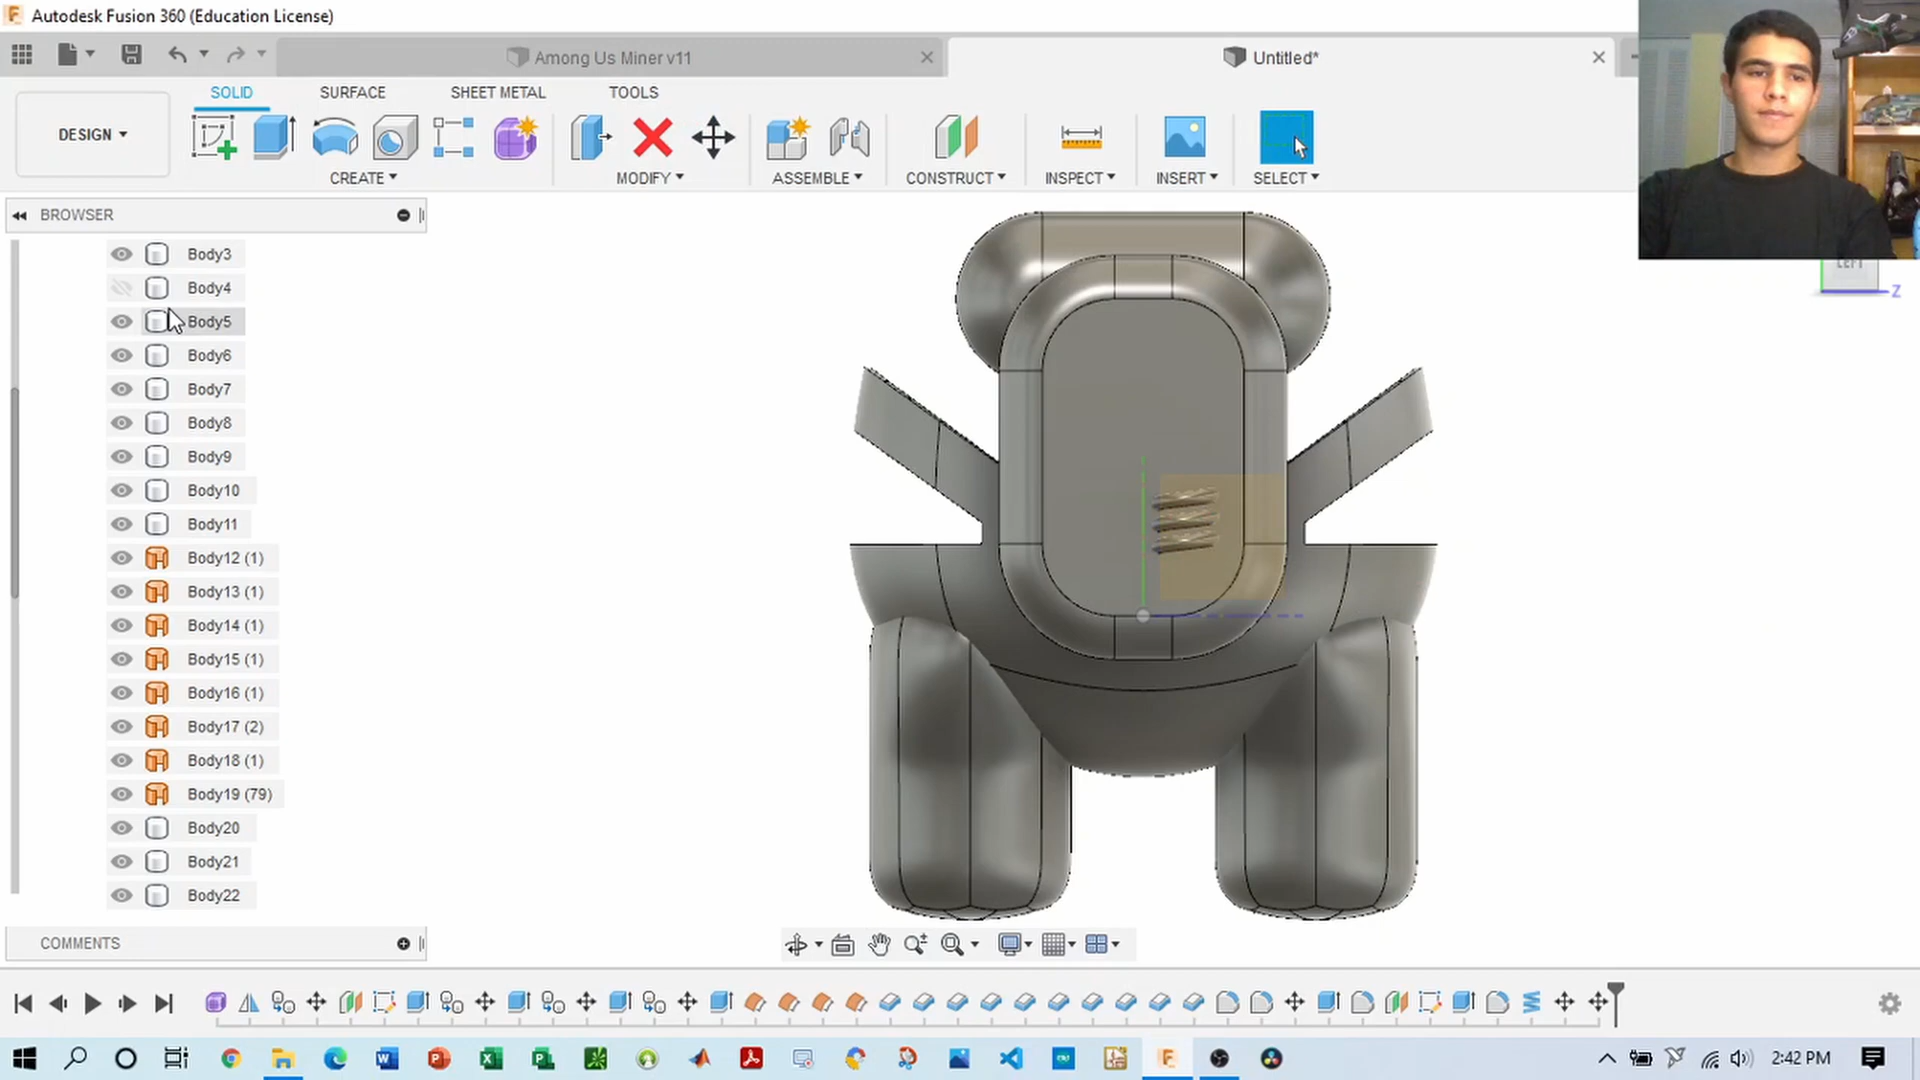 Autodesk Fusion 360 (Education License)
Among Us Miner v11
Untitled*
SOLID
SURFACE
SHEET METAL
TOOLS
DESIGN
CREATE
MODIFY
ASSEMBLE
CONSTRUCT
INSPECT
INSERT
SELECT
BROWSER
Body3
Body4
Body5
Body6
Body7
Body8
Body9
Body10
Body11
Body12 (1)
Body13 (1)
Body14 (1)
Body15 (1)
Body16 (1)
Body17 (2)
Body18 (1)
Body19 (79)
Body20
Body21
Body22
LEFT
Z
COMMENTS
2:42 PM